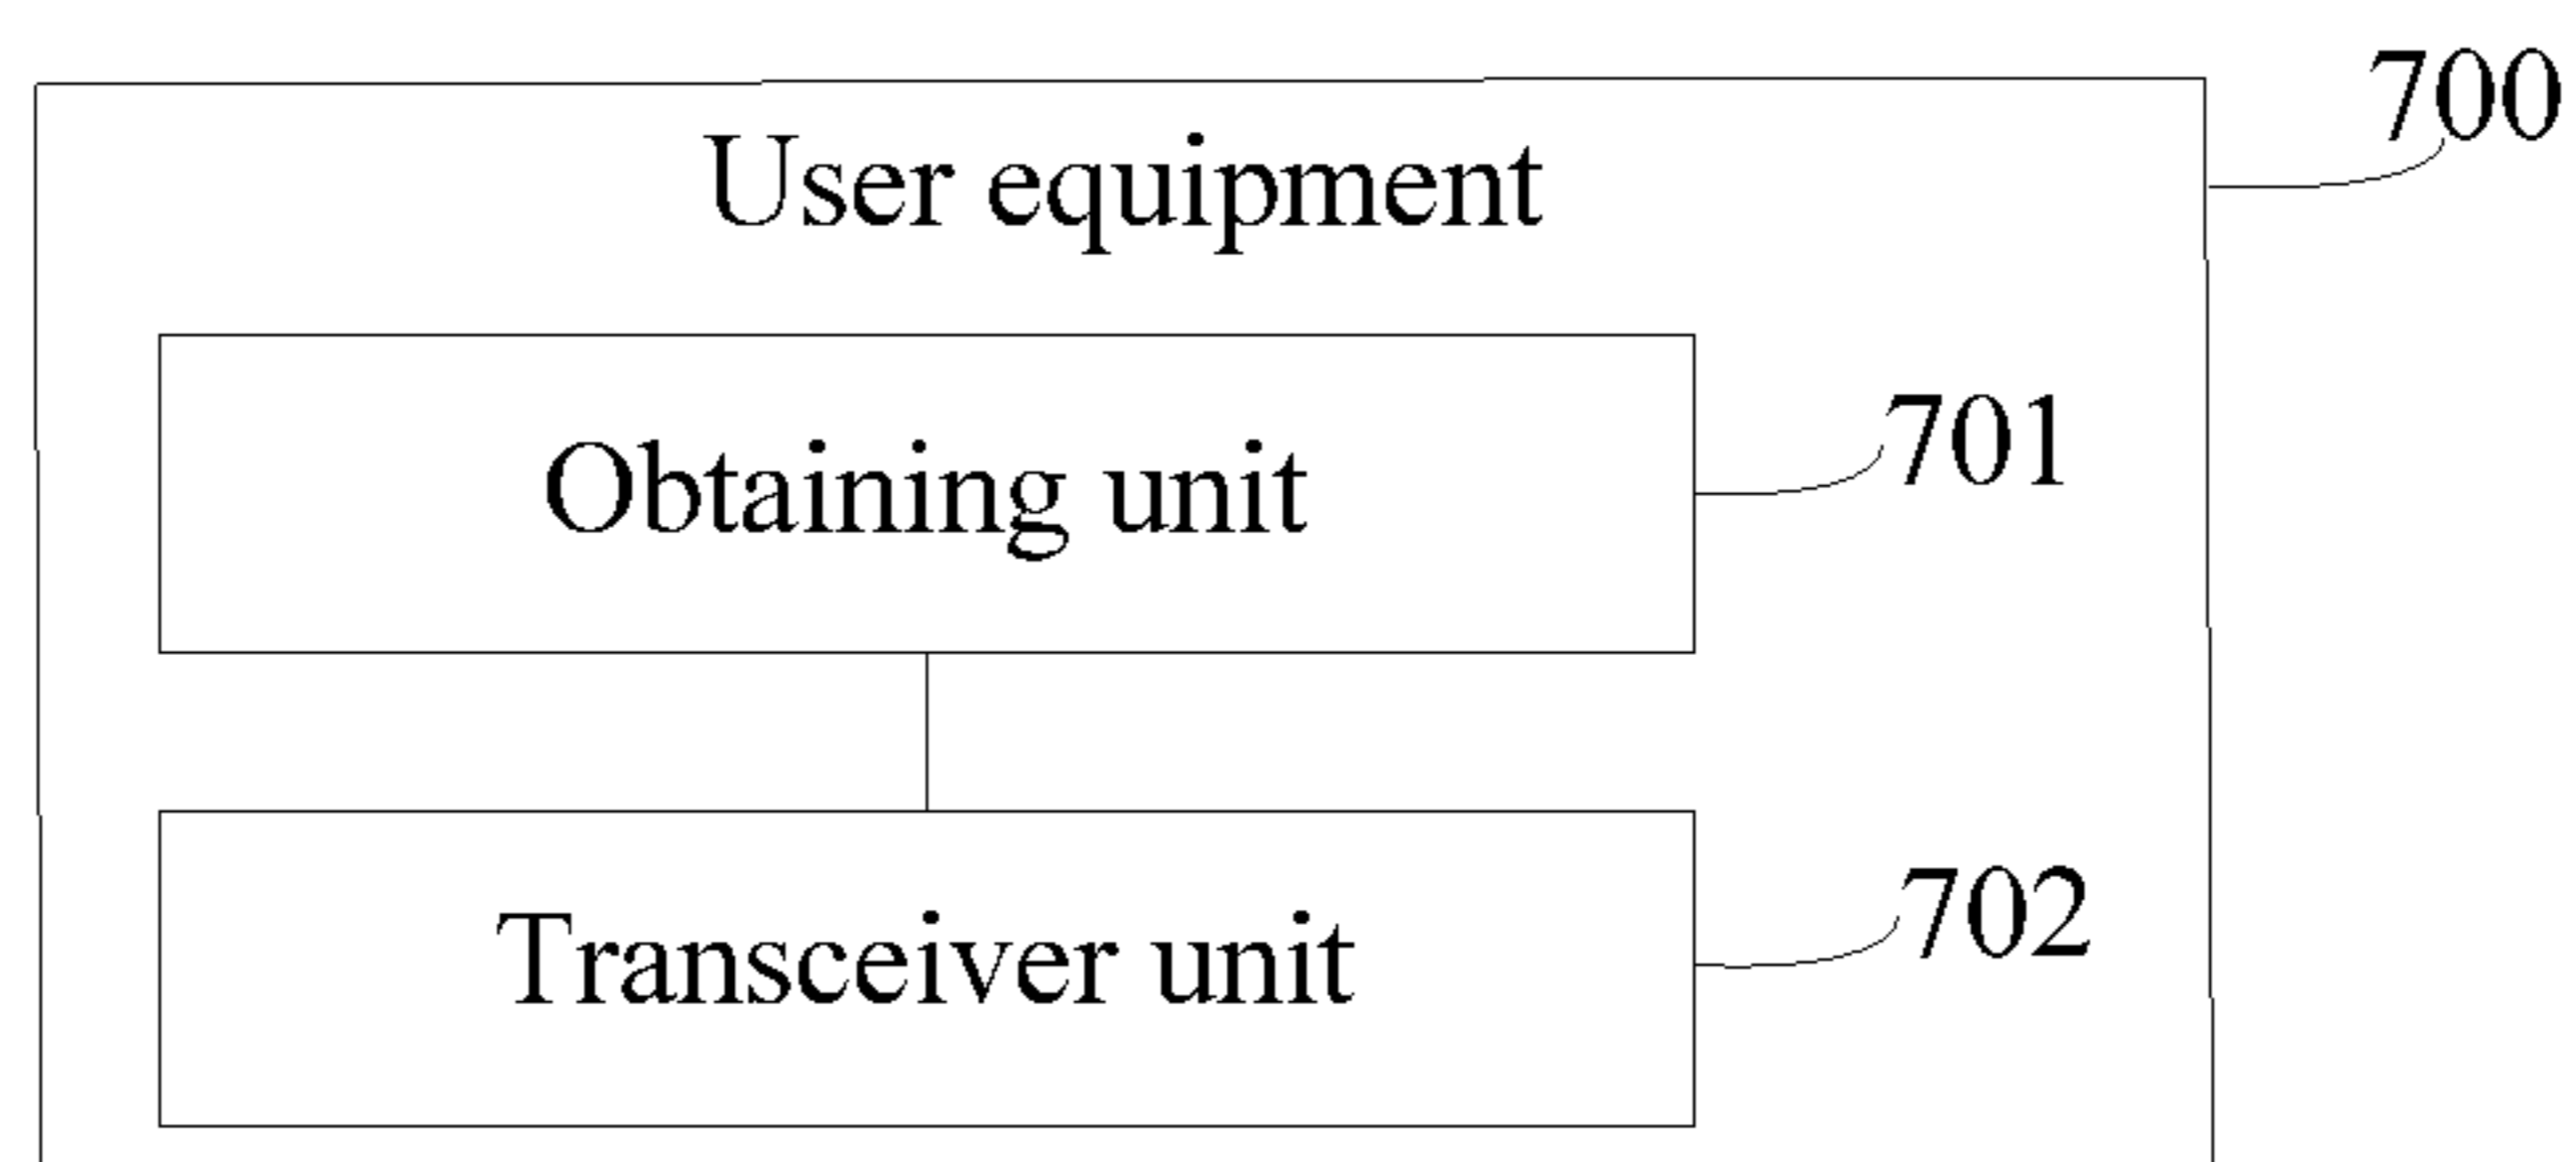 700
User equipment
Obtaining unit
701
Transceiver unit
702